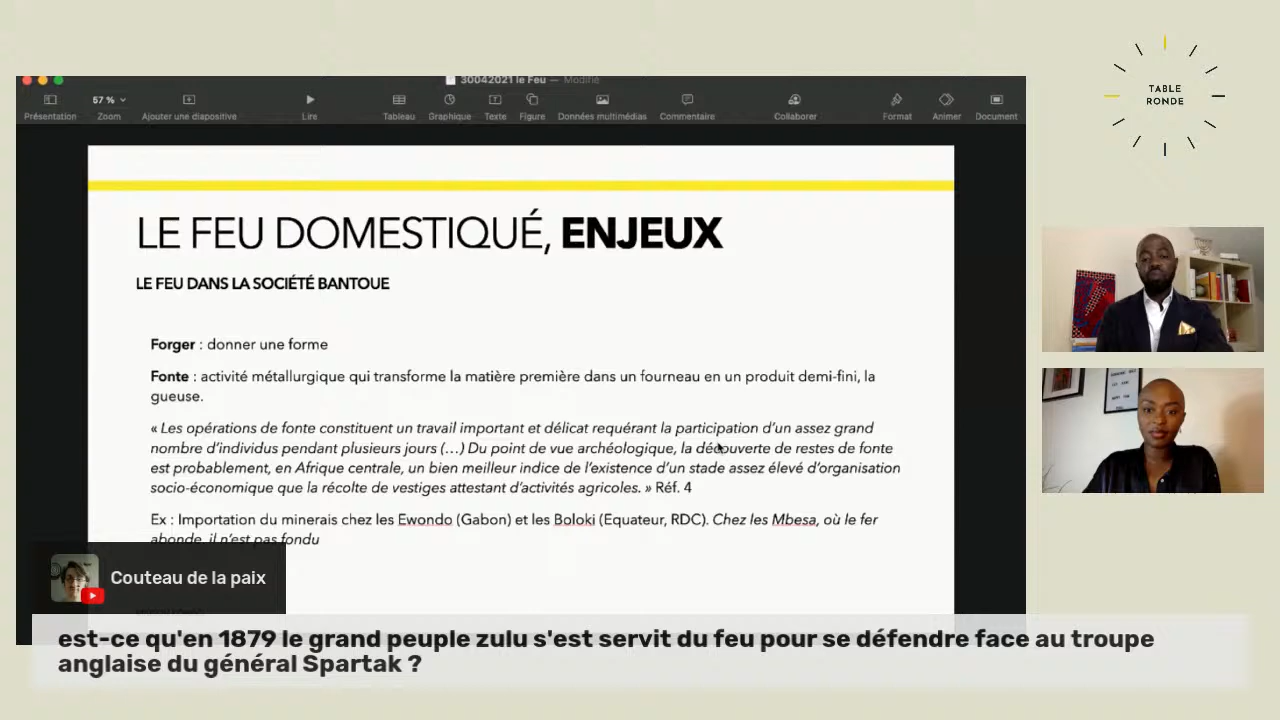 30042021 le Feu — Modifié
57 %
Présentation
Zoom
Ajouter une diapositive
Lire
Tableau
Graphique
Texte
Figure
Données multimédias
Commentaire
Collaborer
Format
Animer
Document
TABLE
RONDE
LE FEU DOMESTIQUÉ, ENJEUX
LE FEU DANS LA SOCIÉTÉ BANTOUE
Forger : donner une forme
Fonte : activité métallurgique qui transforme la matière première dans un fourneau en un produit demi-fini, la
gueuse.
« Les opérations de fonte constituent un travail important et délicat requérant la participation d'un assez grand
nombre d'individus pendant plusieurs jours (…) Du point de vue archéologique, la découverte de restes de fonte
est probablement, en Afrique centrale, un bien meilleur indice de l'existence d'un stade assez élevé d'organisation
socio-économique que la récolte de vestiges attestant d'activités agricoles. » Réf. 4
Ex : Importation du minerais chez les Ewondo (Gabon) et les Boloki (Equateur, RDC). Chez les Mbesa, où le fer
abonde, il n'est pas fondu
Couteau de la paix
est-ce qu'en 1879 le grand peuple zulu s'est servit du feu pour se défendre face au troupe
anglaise du général Spartak ?